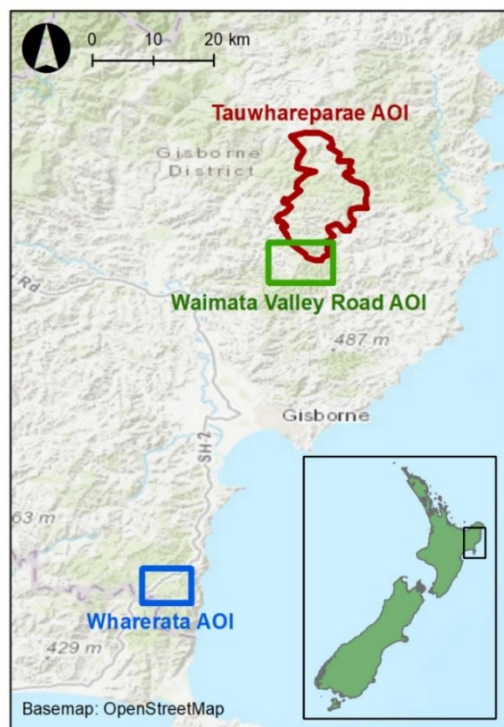 0 10 20 km
Tauwhareparae AOI
Gisborne
District
Waimata Valley Road AOI
Rd
487 m
Gisborne
SH 2
63 m
Wharerata AOI
429 m
Basemap: OpenStreetMap